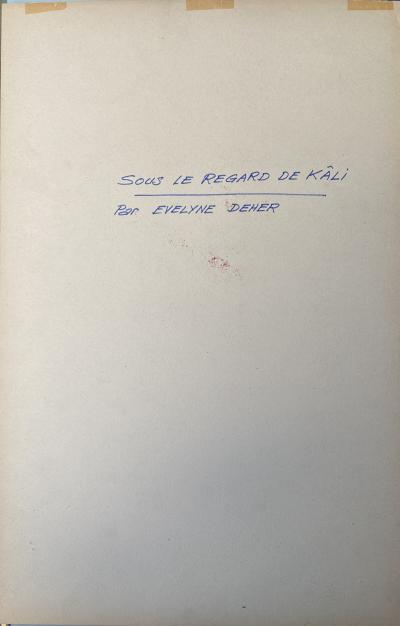 SOUS LE REGARD DE KÂLi
Par EVELYNE DEHER